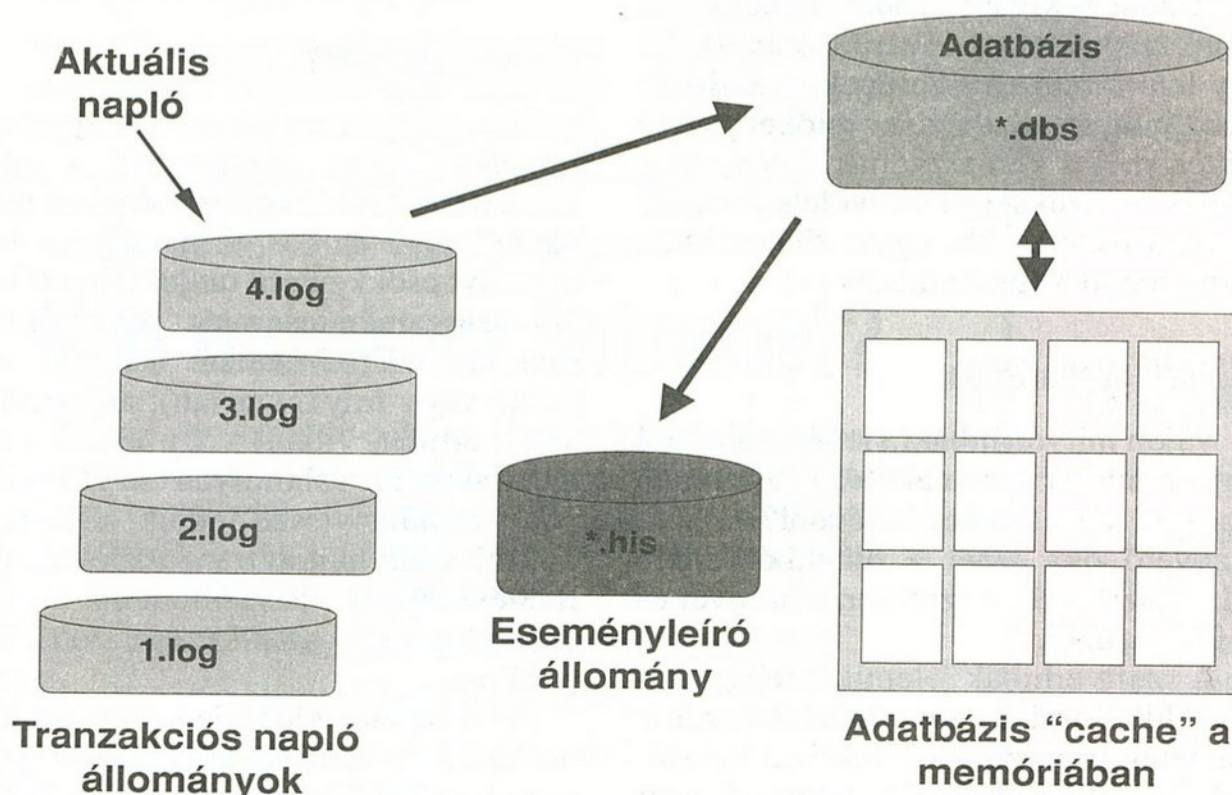 Aktuális
napló
Adatbázis
*.dbs
4.log
3.log
2.log
1.log
*.his
Eseményleíró
állomány
Tranzakciós napló
állományok
Adatbázis “cache” a
memóriában